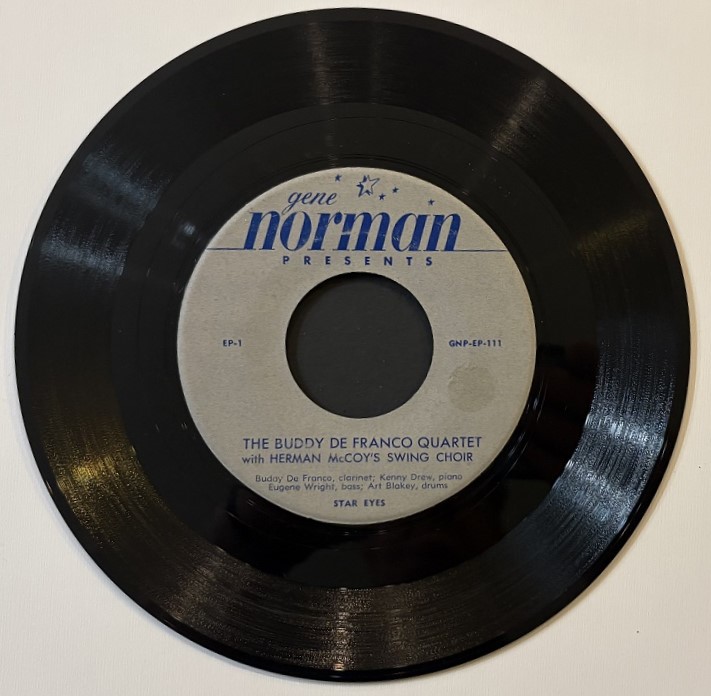 gene
norman
PRESENTS
EP-1
GNP-EP-111
THE BUDDY DE FRANCO QUARTET
with HERMAN McCOY'S SWING CHOIR
Buddy De Franco, clarinet; Kenny Drew, piano
Eugene Wright, bass; Art Blakey, drums
STAR EYES